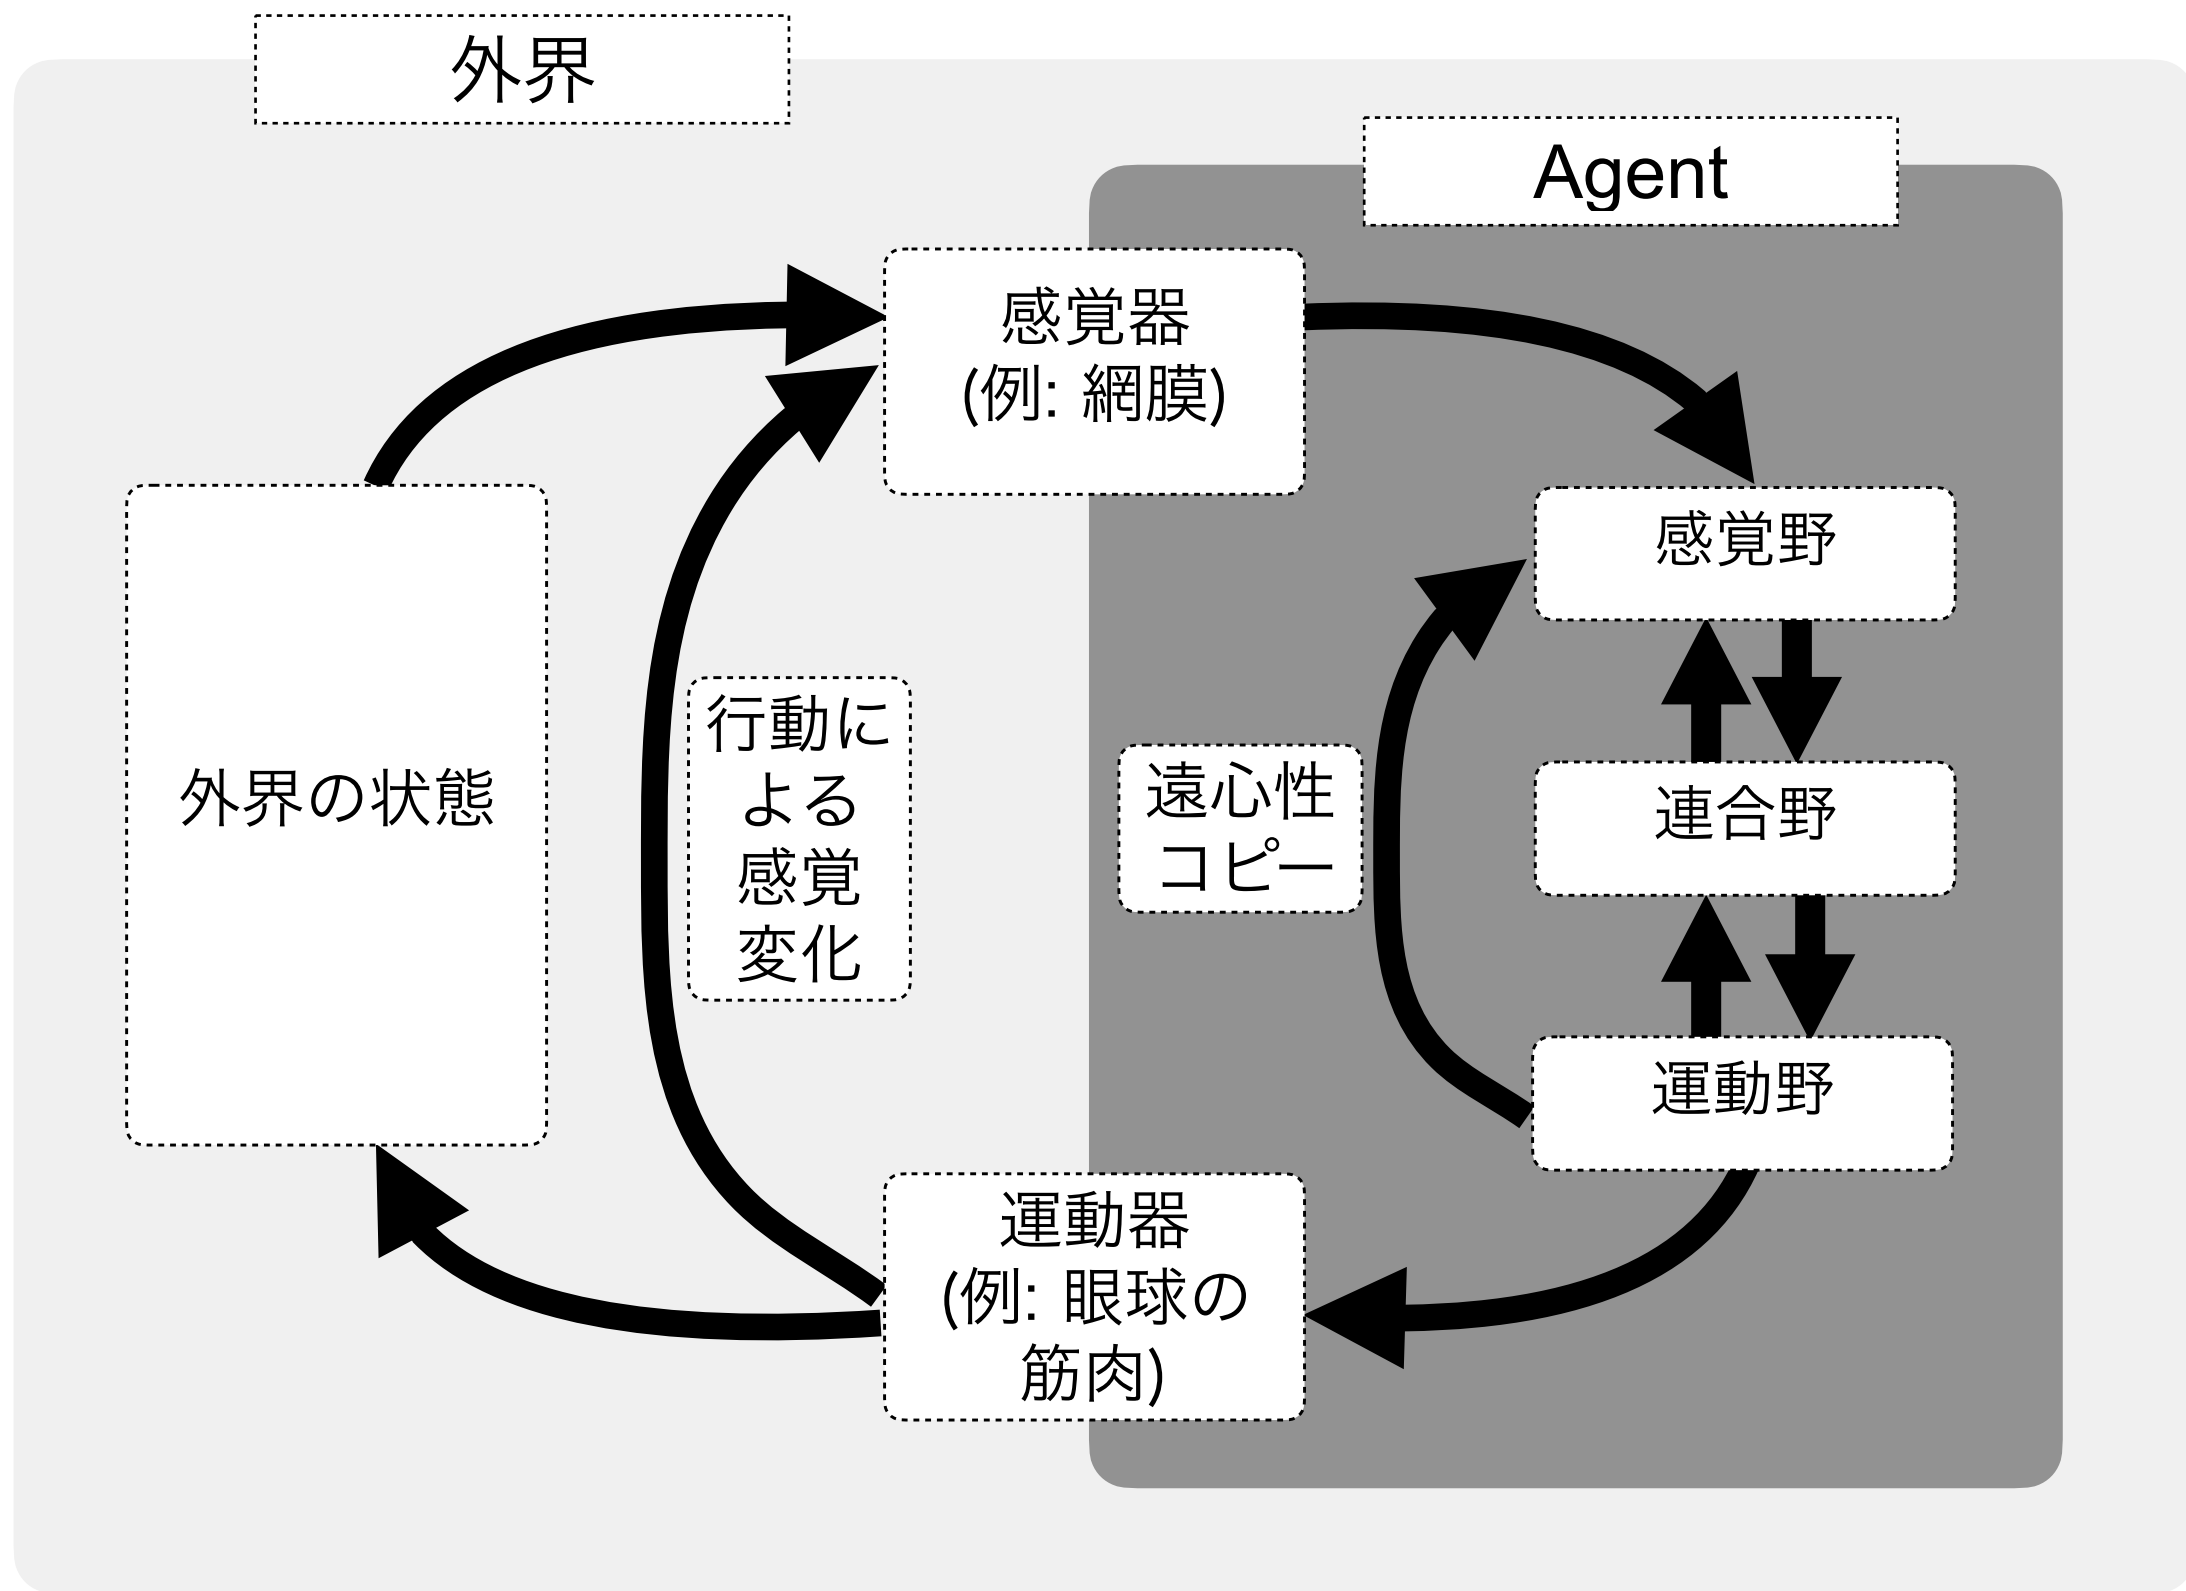 外界
Agent
感覚器
(例: 網膜)
感覚野
外界の状態
行動に
よる
感覚
変化
遠心性
コピー
連合野
運動野
運動器
(例: 眼球の
筋肉)